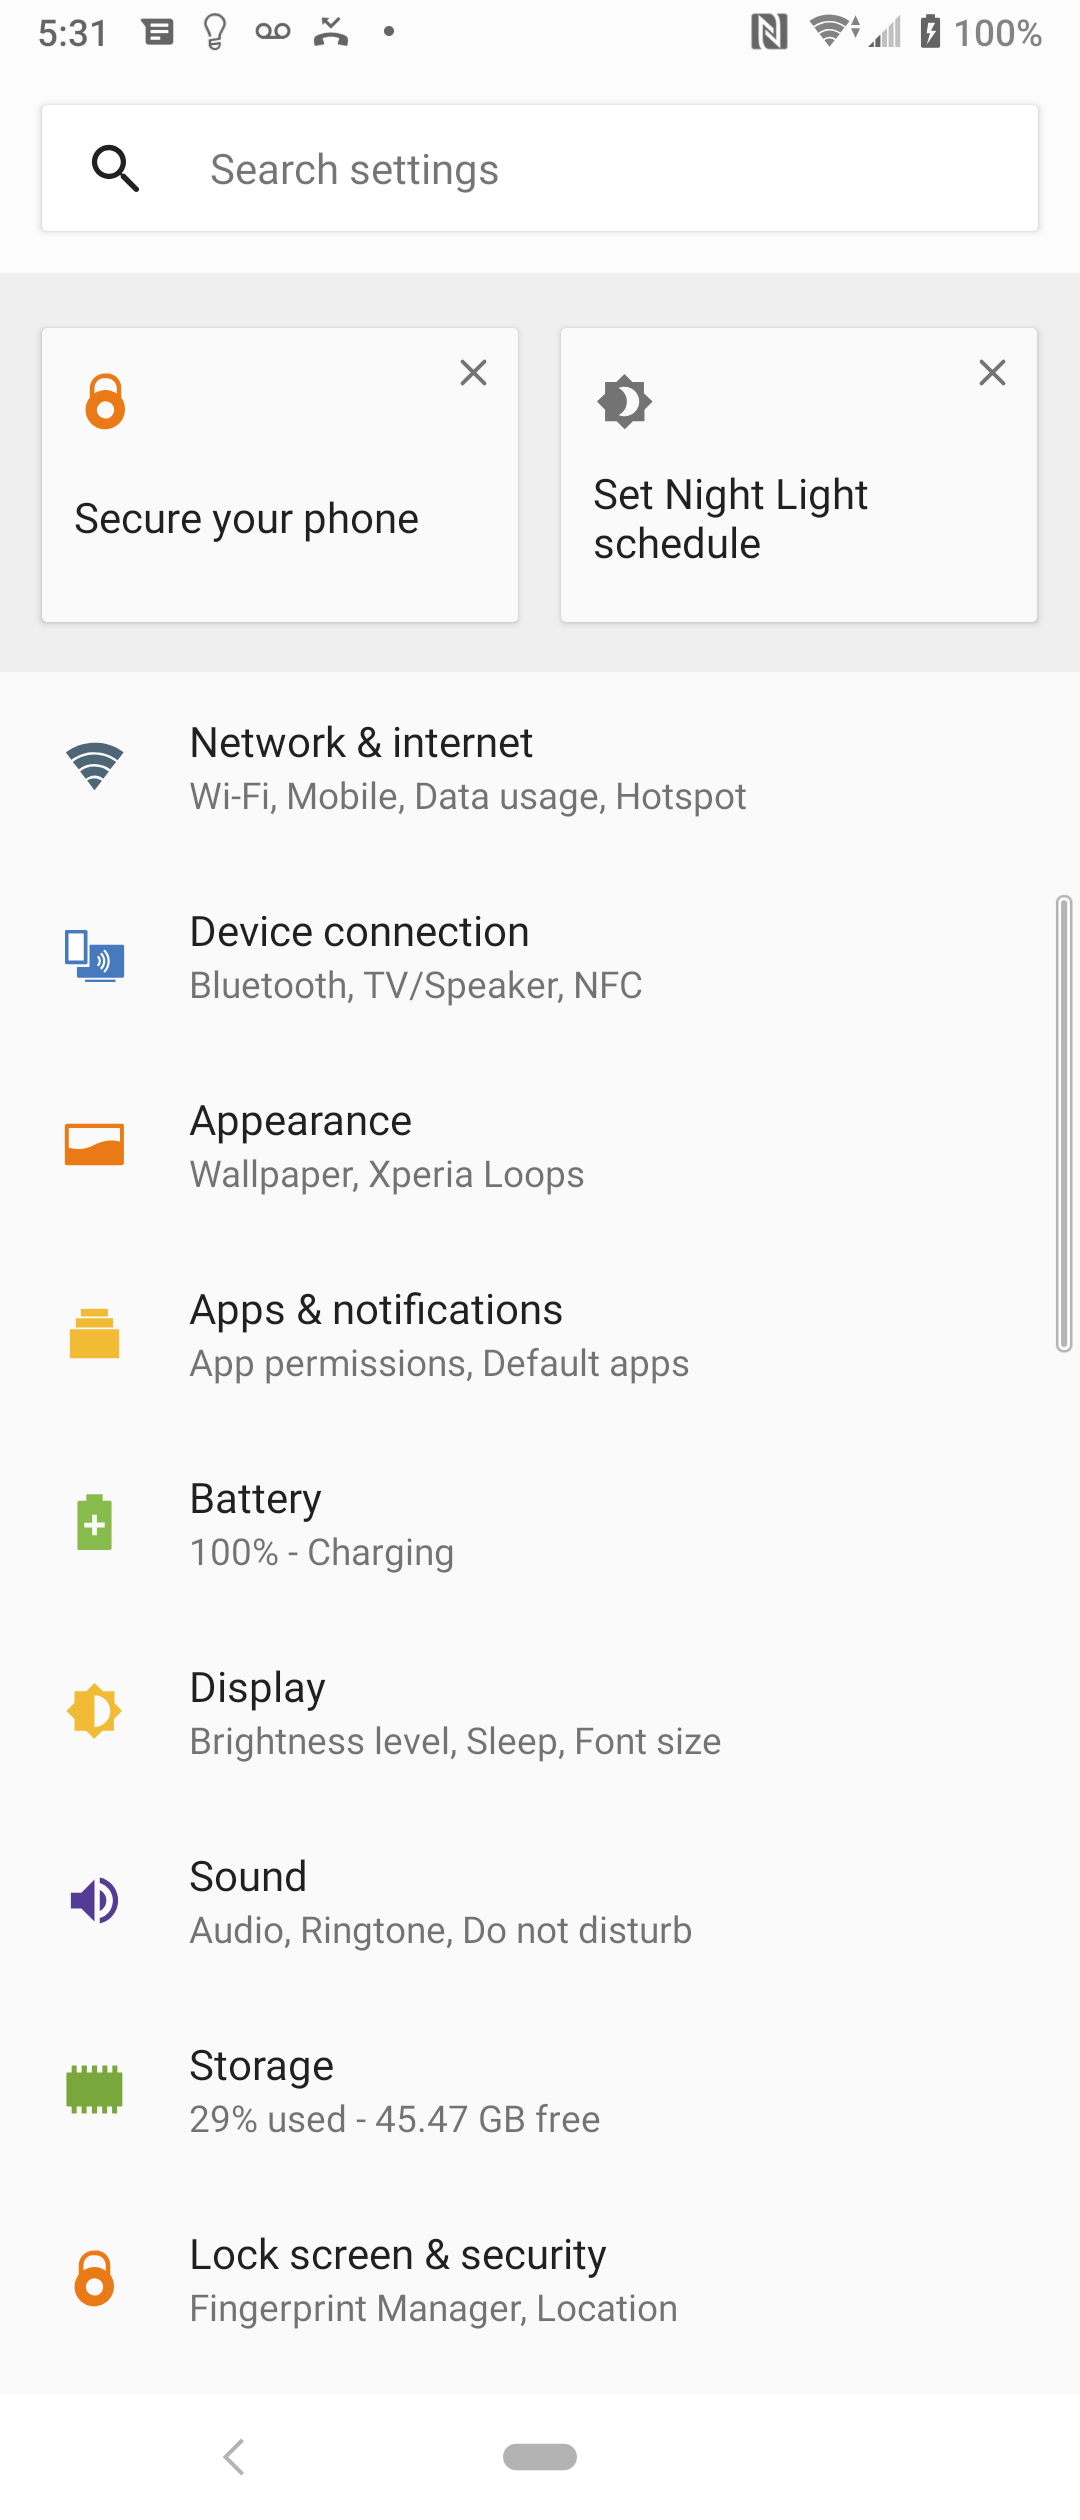 5:31 100%
Search settings
Secure your phone
Set Night Light
schedule
Network & internet
Wi-Fi, Mobile, Data usage, Hotspot
Device connection
Bluetooth, TV/Speaker, NFC
Appearance
Wallpaper, Xperia Loops
Apps & notifications
App permissions, Default apps
Battery
100% - Charging
Display
Brightness level, Sleep, Font size
Sound
Audio, Ringtone, Do not disturb
Storage
29% used - 45.47 GB free
Lock screen & security
Fingerprint Manager, Location